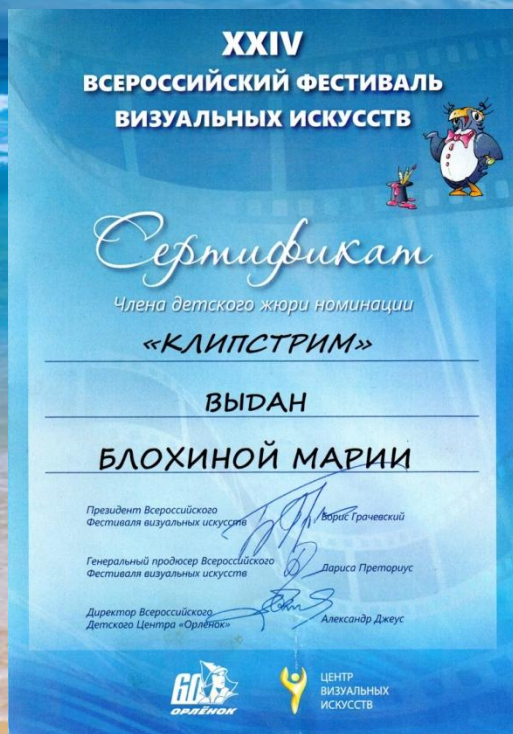 XXIV
ВСЕРОССИЙСКИЙ ФЕСТИВАЛЬ
ВИЗУАЛЬНЫХ ИСКУССТВ
Сертификат
Члена детского жюри номинации
«КЛИПСТРИМ»
ВЫДАН
БЛОХИНОЙ МАРИИ
Президент Всероссийского
Фестиваля визуальных искусств
Борис Грачевский
Генеральный продюсер Всероссийского
Фестиваля визуальных искусств
Лариса Преториус
Директор Всероссийского
Детского Центра «Орлёнок»
Александр Джеус
60
ОРЛЁНОК
ЦЕНТР
ВИЗУАЛЬНЫХ
ИСКУССТВ